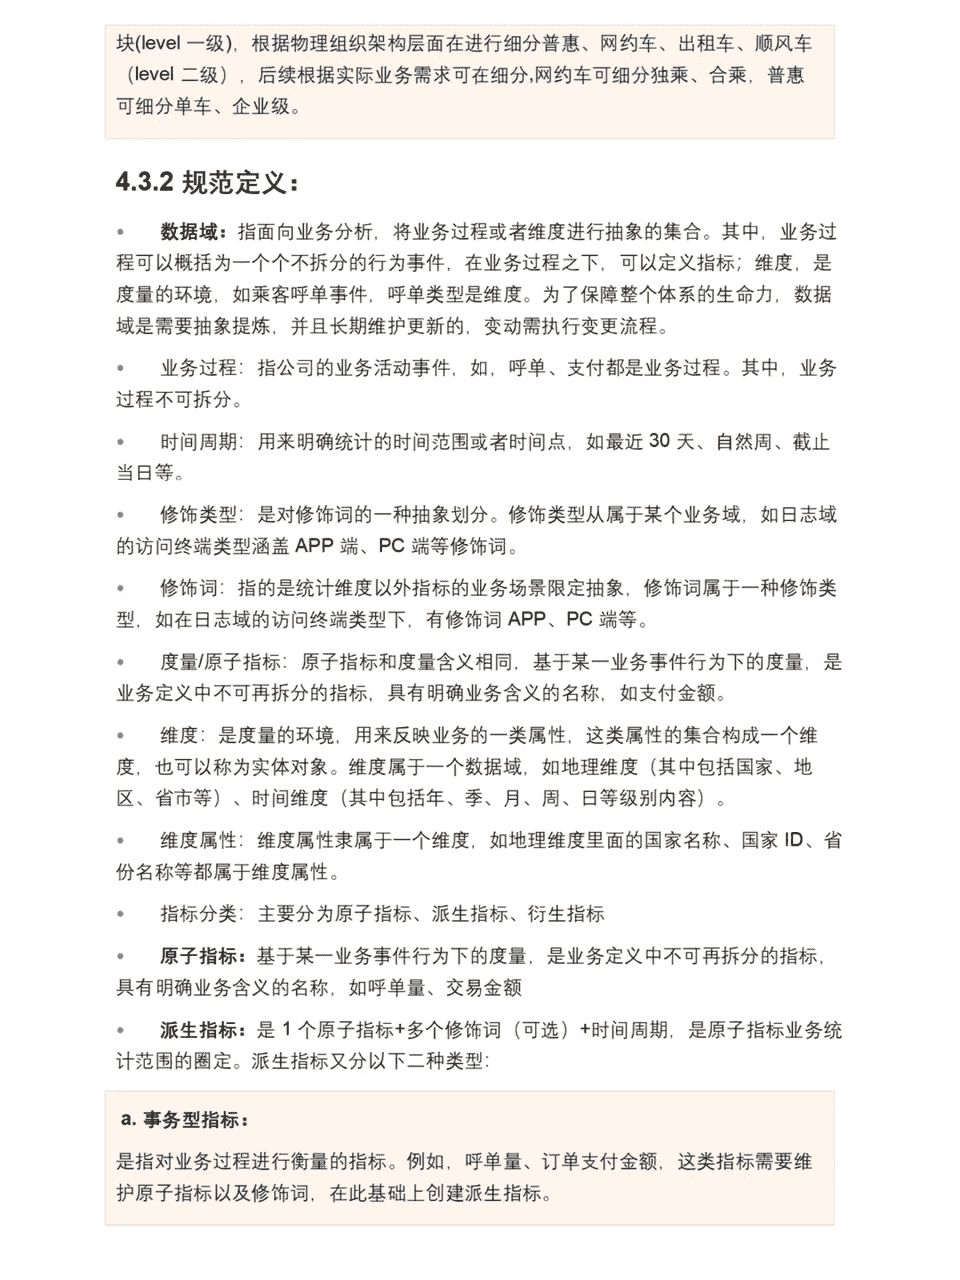 块(level 一级)，根据物理组织架构层面在进行细分普惠、网约车、出租车、顺风车
（level 二级），后续根据实际业务需求可在细分,网约车可细分独乘、合乘，普惠
可细分单车、企业级。
4.3.2 规范定义：
• 数据域：指面向业务分析，将业务过程或者维度进行抽象的集合。其中，业务过
程可以概括为一个个不拆分的行为事件，在业务过程之下，可以定义指标；维度，是
度量的环境，如乘客呼单事件，呼单类型是维度。为了保障整个体系的生命力，数据
域是需要抽象提炼，并且长期维护更新的，变动需执行变更流程。
• 业务过程：指公司的业务活动事件，如，呼单、支付都是业务过程。其中，业务
过程不可拆分。
• 时间周期：用来明确统计的时间范围或者时间点，如最近 30 天、自然周、截止
当日等。
• 修饰类型：是对修饰词的一种抽象划分。修饰类型从属于某个业务域，如日志域
的访问终端类型涵盖 APP 端、PC 端等修饰词。
• 修饰词：指的是统计维度以外指标的业务场景限定抽象，修饰词属于一种修饰类
型，如在日志域的访问终端类型下，有修饰词 APP、PC 端等。
• 度量/原子指标：原子指标和度量含义相同，基于某一业务事件行为下的度量，是
业务定义中不可再拆分的指标，具有明确业务含义的名称，如支付金额。
• 维度：是度量的环境，用来反映业务的一类属性，这类属性的集合构成一个维
度，也可以称为实体对象。维度属于一个数据域，如地理维度（其中包括国家、地
区、省市等）、时间维度（其中包括年、季、月、周、日等级别内容）。
• 维度属性：维度属性隶属于一个维度，如地理维度里面的国家名称、国家 ID、省
份名称等都属于维度属性。
• 指标分类：主要分为原子指标、派生指标、衍生指标
• 原子指标：基于某一业务事件行为下的度量，是业务定义中不可再拆分的指标，
具有明确业务含义的名称，如呼单量、交易金额
• 派生指标：是 1 个原子指标+多个修饰词（可选）+时间周期，是原子指标业务统
计范围的圈定。派生指标又分以下二种类型：
a. 事务型指标：
是指对业务过程进行衡量的指标。例如，呼单量、订单支付金额，这类指标需要维
护原子指标以及修饰词，在此基础上创建派生指标。